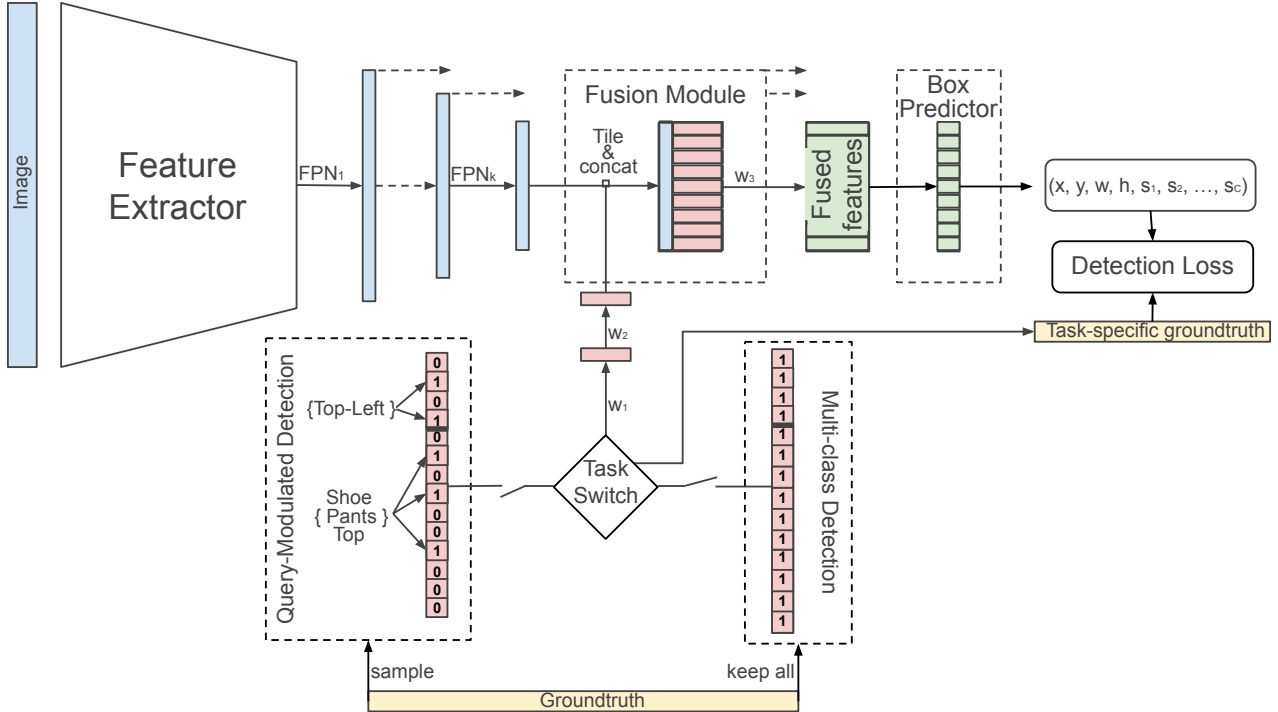 Image
Feature
Extractor
FPN1
FPNk
Fusion Module
Tile
&
concat
w3
Fused
features
Box
Predictor
(x, y, w, h, s1, s2, …, sC)
Detection Loss
Task-specific groundtruth
w2
w1
Query-Modulated Detection
{Top-Left }
Shoe
{ Pants }
Top
0
1
0
1
0
1
0
1
0
0
1
0
0
0
Task
Switch
1
1
1
1
1
1
1
1
1
1
1
1
1
1
Multi-class Detection
sample
keep all
Groundtruth